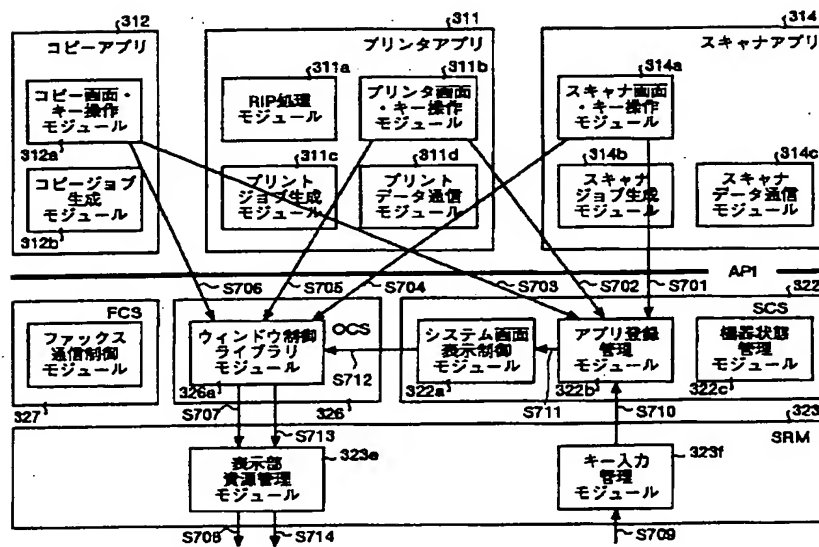 312
コピーアプリ
コピー画面・
キー操作
モジュール
312a
コピージョブ
生成モジュール
312b
311
プリンタアプリ
311a
RIP処理
モジュール
311b
プリンタ画面
・キー操作
モジュール
311c
プリント
ジョブ生成
モジュール
311d
プリント
データ通信
モジュール
314
スキャナアプリ
314a
スキャナ画面
・キー操作
モジュール
314b
スキャナ
ジョブ生成
モジュール
314c
スキャナ
データ通信
モジュール
API
S706
S705
S704
S703
S702
S701
FCS
ファックス
通信制御
モジュール
327
OCS
ウィンドウ制御
ライブラリ
モジュール
326a
326
S712
322
SCS
システム画面
表示制御
モジュール
322a
S711
アプリ登録
管理
モジュール
322b
機器状態
管理
モジュール
322c
S707
S713
S710
323
SRM
表示部
資源管理
モジュール
323e
キー入力
管理
モジュール
323f
S708
S714
S709